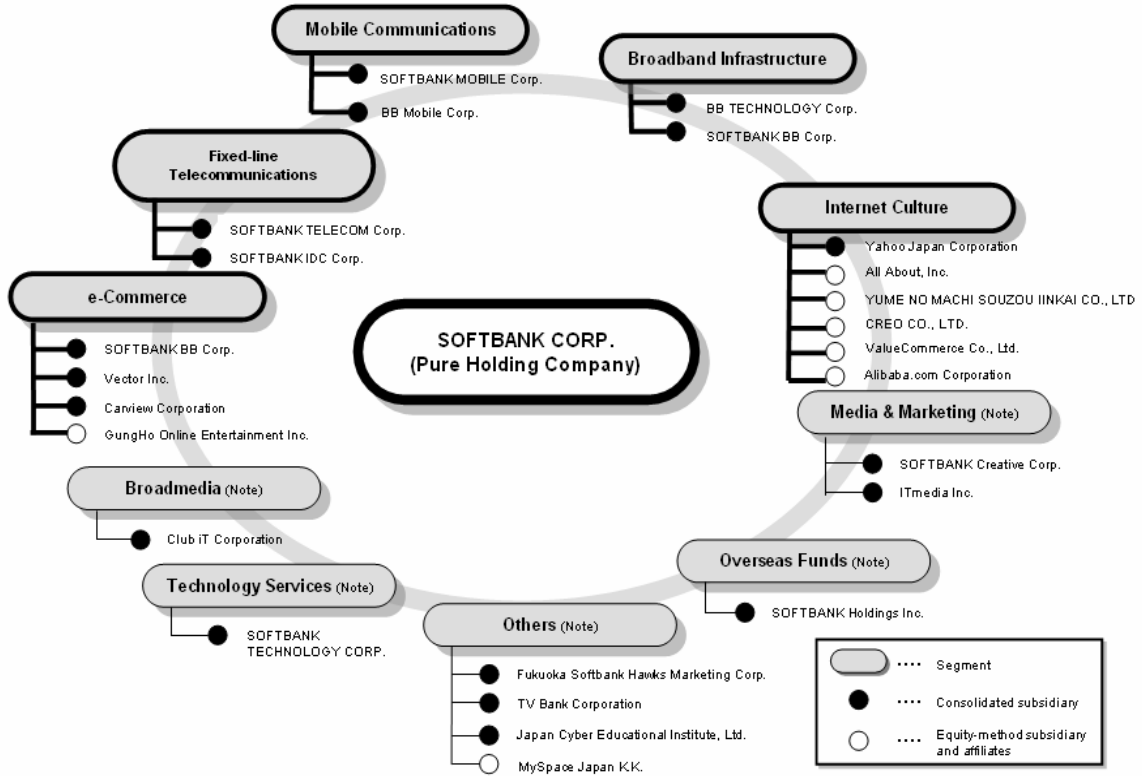 Mobile Communications
SOFTBANK MOBILE Corp.
BB Mobile Corp.
Broadband Infrastructure
BB TECHNOLOGY Corp.
SOFTBANK BB Corp.
Fixed-line
Telecommunications
SOFTBANK TELECOM Corp.
SOFTBANK IDC Corp.
Internet Culture
Yahoo Japan Corporation
All About, Inc.
YUME NO MACHI SOUZOU IINKAI CO., LTD
CREO CO., LTD.
ValueCommerce Co., Ltd.
Alibaba.com Corporation
e-Commerce
SOFTBANK BB Corp.
Vector Inc.
Carview Corporation
GungHo Online Entertainment Inc.
SOFTBANK CORP.
(Pure Holding Company)
Media & Marketing (Note)
SOFTBANK Creative Corp.
ITmedia Inc.
Broadmedia (Note)
Club iT Corporation
Overseas Funds (Note)
SOFTBANK Holdings Inc.
Technology Services (Note)
SOFTBANK
TECHNOLOGY CORP.
Others (Note)
Fukuoka Softbank Hawks Marketing Corp.
TV Bank Corporation
Japan Cyber Educational Institute, Ltd.
MySpace Japan K.K.
···· Segment
···· Consolidated subsidiary
···· Equity-method subsidiary
and affiliates